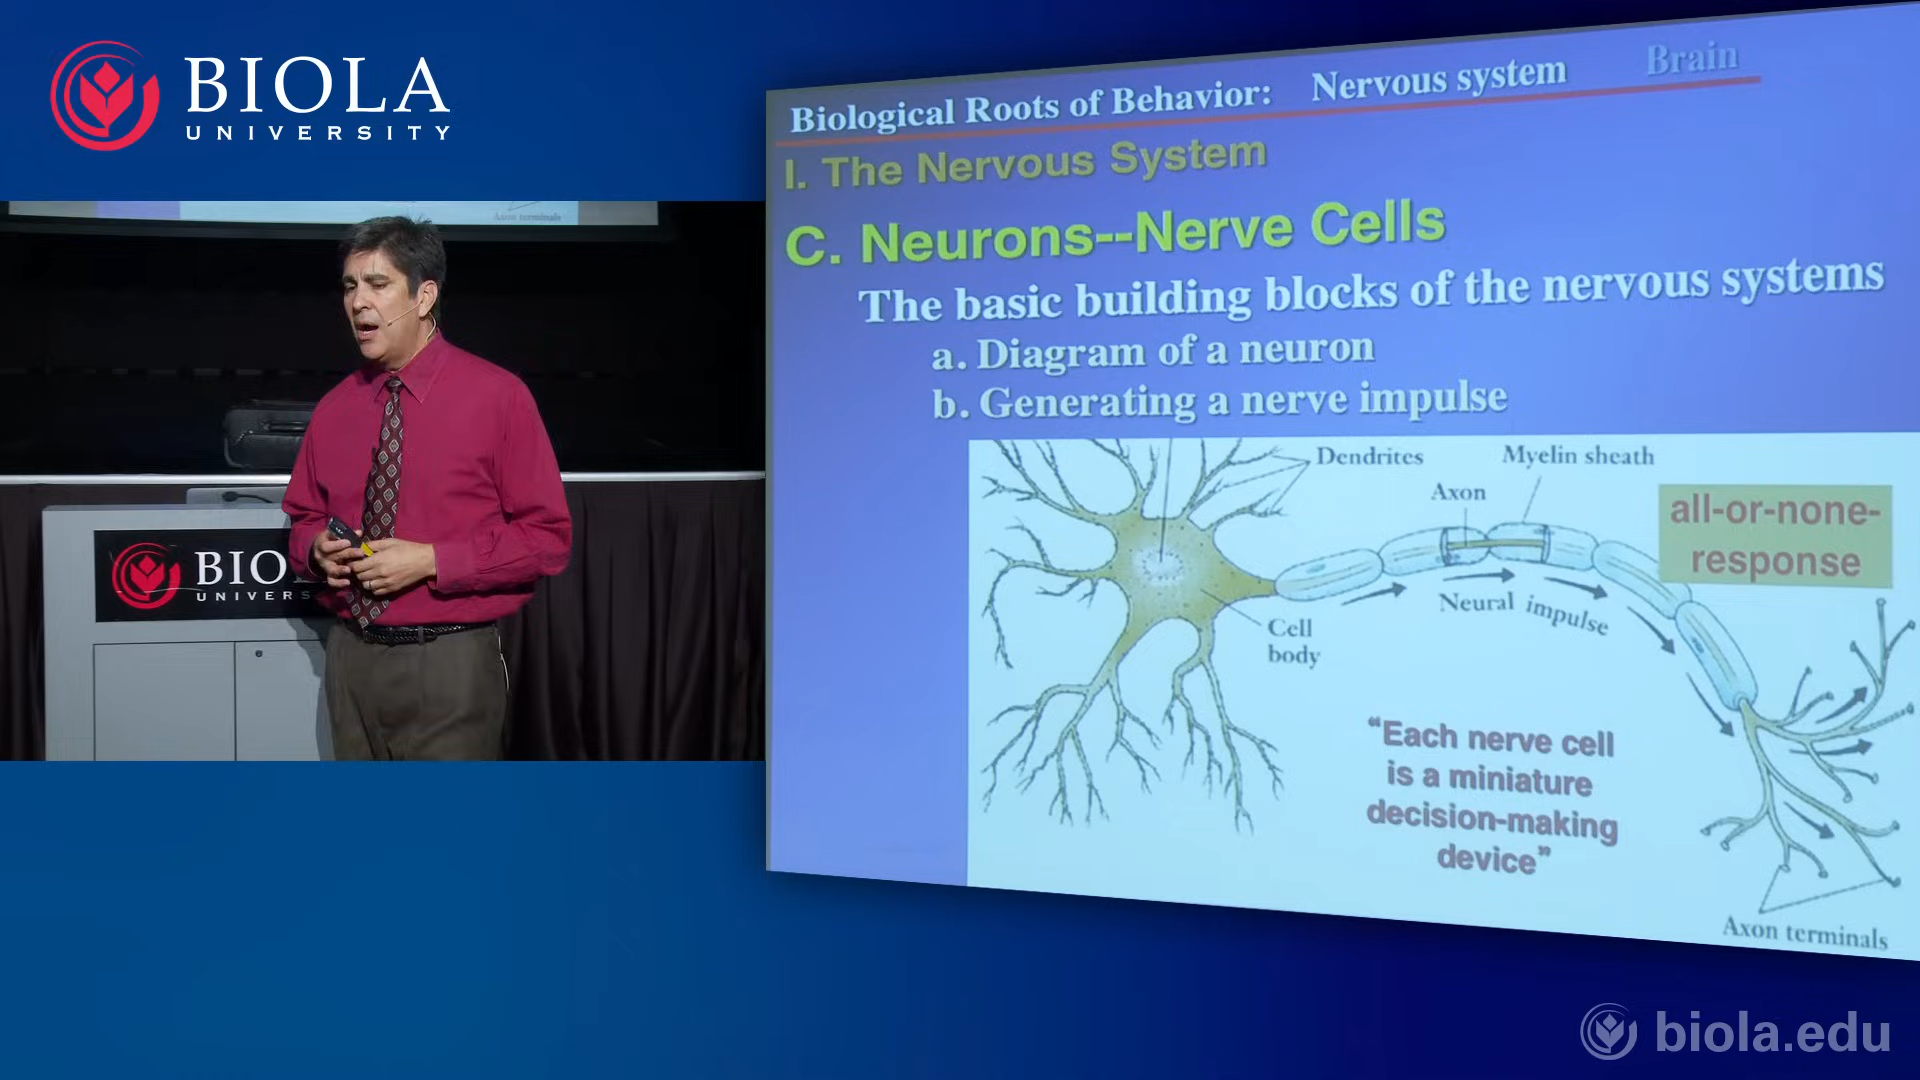 BIOLA
UNIVERSITY
Axon terminals
BIO
UNIVERS
Biological Roots of Behavior: Nervous system Brain
I. The Nervous System
C. Neurons--Nerve Cells
The basic building blocks of the nervous systems
a. Diagram of a neuron
b. Generating a nerve impulse
Dendrites
Myelin sheath
Axon
all-or-none-
response
Neural impulse
Cell
body
“Each nerve cell
is a miniature
decision-making
device”
Axon terminals
biola.edu